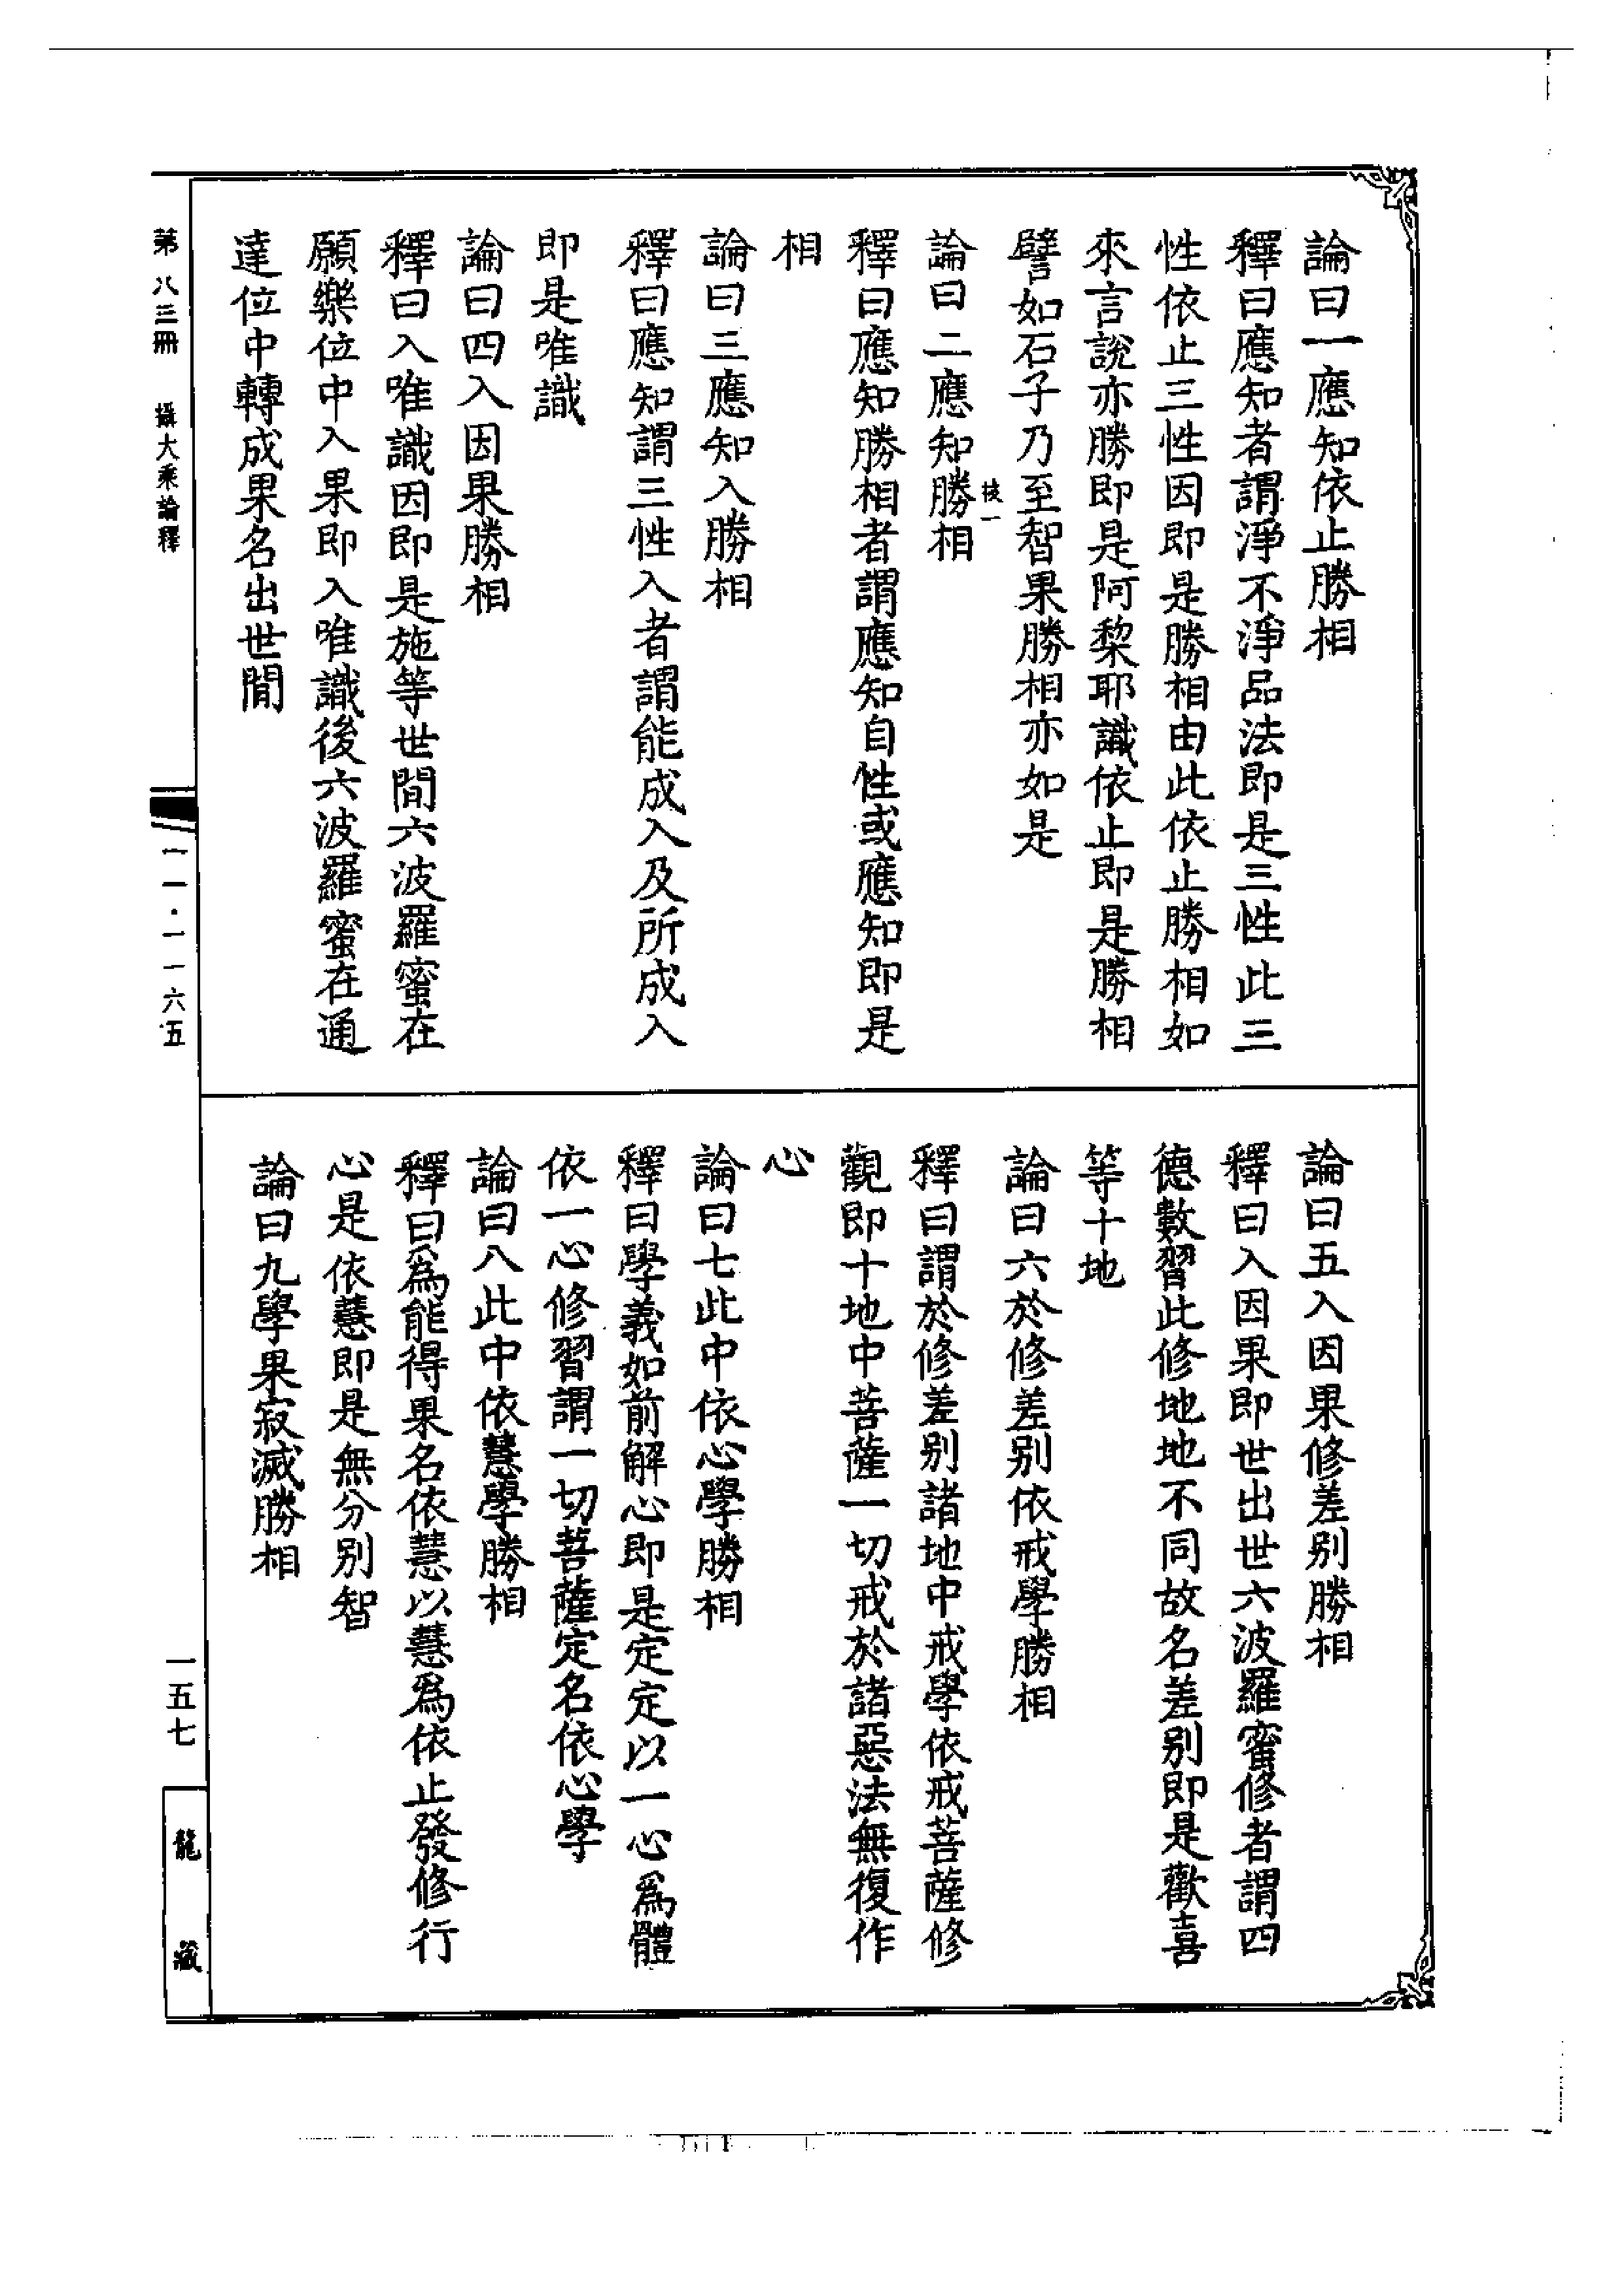 論曰一應知依止勝相
釋曰應知者謂淨不淨品法即是三性此三
性依止三性因即是勝相由此依止勝相如
來言說亦勝即是阿犂耶識依止即是勝相
譬如石子乃至智果勝相亦如是
論曰二應知勝相
釋曰應知勝相者謂應知自性或應知即是
相
論曰三應知入勝相
釋曰應知謂三性入者謂能成入及所成入
即是唯識
論曰四入因果勝相
釋曰入唯識因即是施等世間六波羅蜜在
願樂位中入果即入唯識後六波羅蜜在通
達位中轉成果名出世間
論曰五入因果修差别勝相
釋曰入因果即世出世六波羅蜜修者謂四
德數習此修地地不同故名差别即是歡喜
等十地
論曰六於修差别依戒學勝相
釋曰謂於修差别諸地中戒學依戒菩薩修
觀即十地中菩薩一切戒於諸惡法無復作
心
論曰七此中依心學勝相
釋曰學義如前解心即是定定以一心爲體
依一心修習謂一切菩薩定名依心學
論曰八此中依慧學勝相
釋曰爲能得果名依慧以慧爲依止發修行
心是依慧即是無分别智
論曰九學果寂滅勝相
第八三冊 攝大乘論釋
一一·一一六五
一五七
龍藏